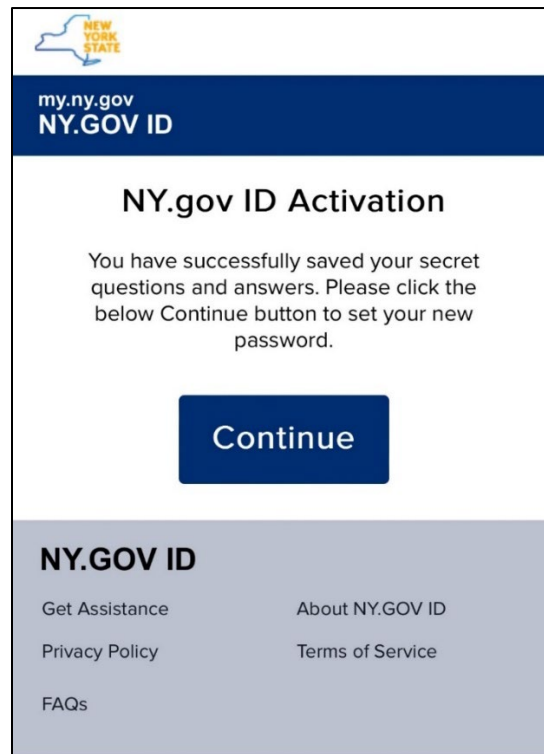 NEW
YORK
STATE
my.ny.gov
NY.GOV ID
NY.gov ID Activation
You have successfully saved your secret
questions and answers. Please click the
below Continue button to set your new
password.
Continue
NY.GOV ID
Get Assistance
About NY.GOV ID
Privacy Policy
Terms of Service
FAQs